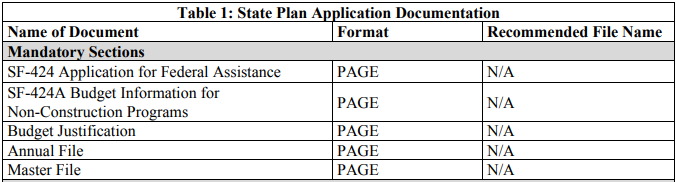 Table 1: State Plan Application Documentation
Name of Document Format Recommended File Name
Mandatory Sections
SF-424 Application for Federal Assistance PAGE N/A
SF-424A Budget Information for
Non-Construction Programs PAGE N/A
Budget Justification PAGE N/A
Annual File PAGE N/A
Master File PAGE N/A